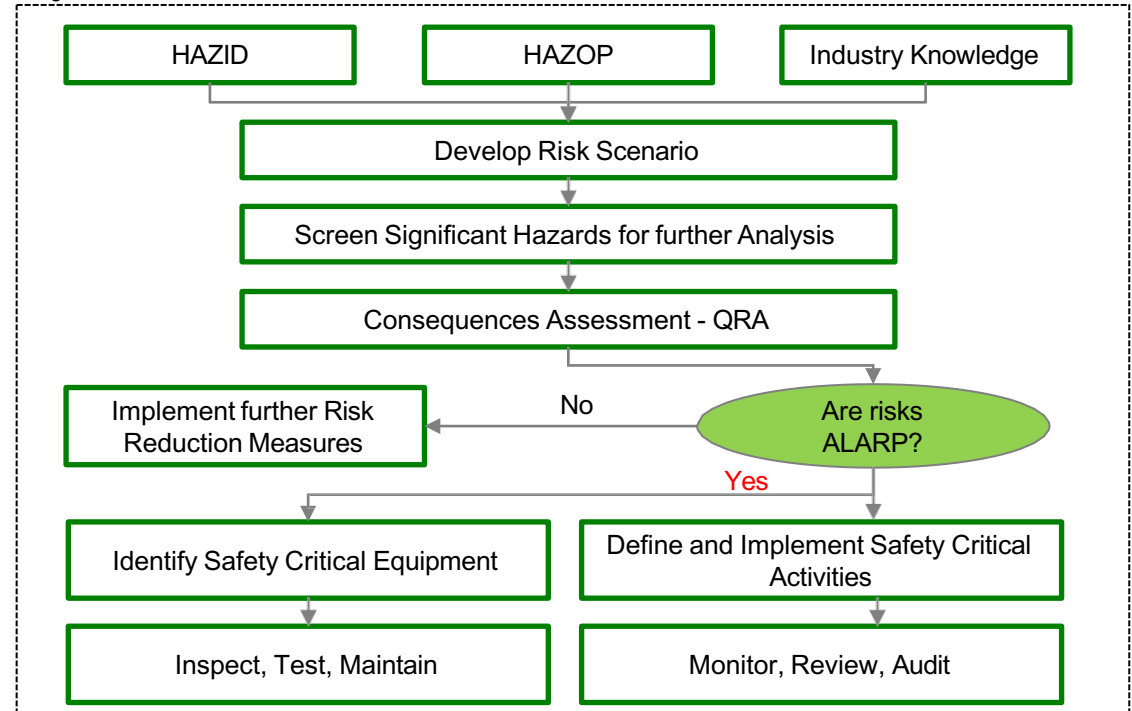 HAZID
HAZOP
Industry Knowledge
Develop Risk Scenario
Screen Significant Hazards for further Analysis
Consequences Assessment - QRA
Implement further Risk
Reduction Measures
No
Are risks
ALARP?
Yes
Identify Safety Critical Equipment
Define and Implement Safety Critical
Activities
Inspect, Test, Maintain
Monitor, Review, Audit